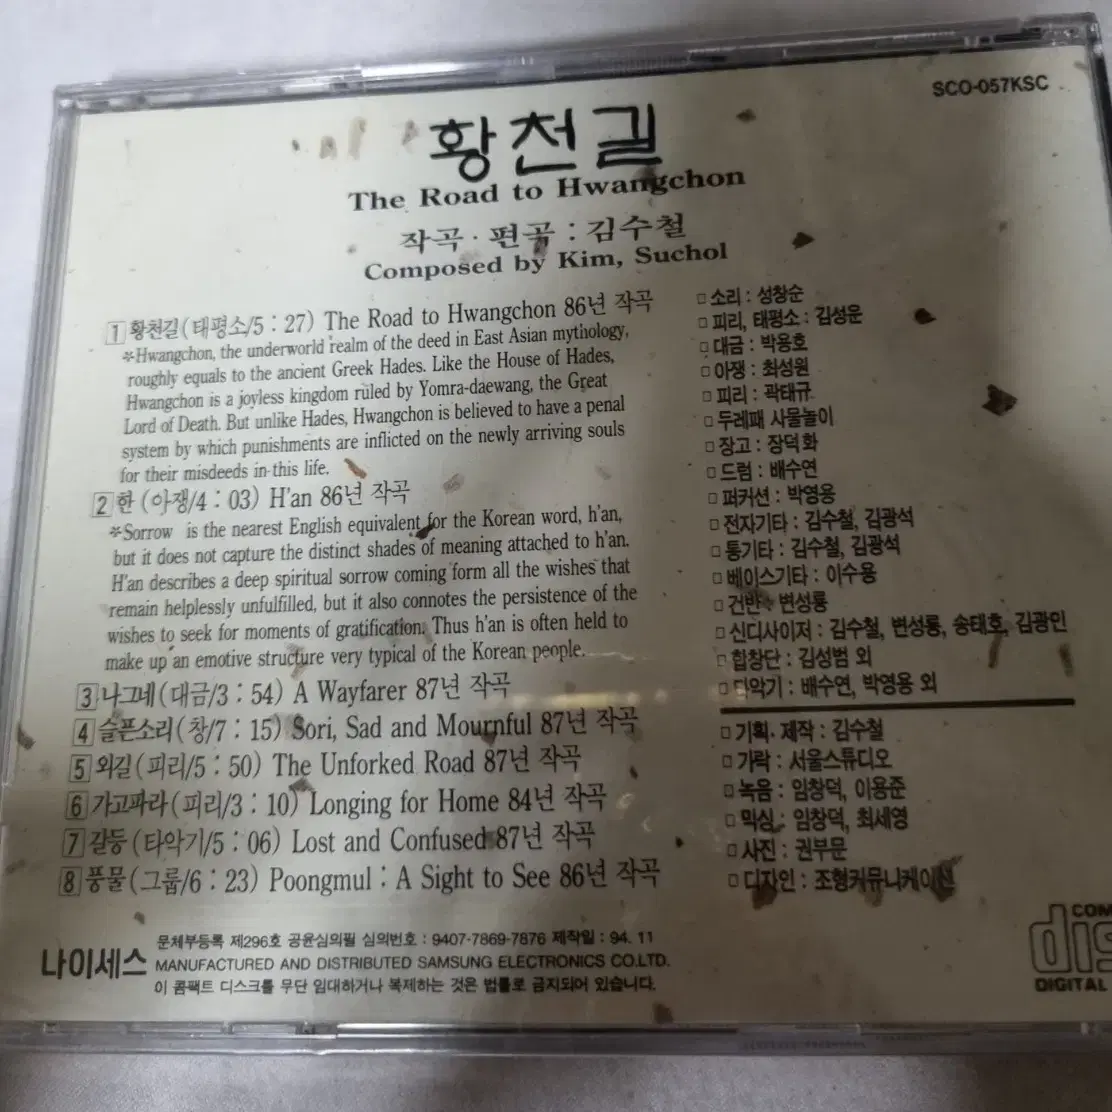 SCO-057KSC
황천길
The Road to Hwangchon
작곡 · 편곡 : 김수철
Composed by Kim, Suchol
1 황천길(태평소/5 : 27) The Road to Hwangchon 86년 작곡
*Hwangchon, the underworld realm of the deed in East Asian mythology,
roughly equals to the ancient Greek Hades. Like the House of Hades,
Hwangchon is a joyless kingdom ruled by Yomra-daewang, the Great
Lord of Death. But unlike Hades, Hwangchon is believed to have a penal
system by which punishments are inflicted on the newly arriving souls
for their misdeeds in this life.
2 한 (아쟁/4 : 03) H'an 86년 작곡
*Sorrow is the nearest English equivalent for the Korean word, h'an,
but it does not capture the distinct shades of meaning attached to h'an.
H'an describes a deep spiritual sorrow coming form all the wishes that
remain helplessly unfulfilled, but it also connotes the persistence of the
wishes to seek for moments of gratification. Thus h'an is often held to
make up an emotive structure very typical of the Korean people.
3 나그네(대금/3 : 54) A Wayfarer 87년 작곡
4 슬픈소리(창/7 : 15) Sori, Sad and Mournful 87년 작곡
5 외길(피리/5 : 50) The Unforked Road 87년 작곡
6 가고파라(피리/3 : 10) Longing for Home 84년 작곡
7 갈등(타악기/5 : 06) Lost and Confused 87년 작곡
8 풍물(그룹/6 : 23) Poongmul : A Sight to See 86년 작곡
□ 소리 : 성창순
□ 피리, 태평소 : 김성운
□ 대금 : 박용호
□ 아쟁 : 최성원
□ 피리 : 곽태규
□ 두레패 사물놀이
□ 장고 : 장덕화
□ 드럼 : 배수연
□ 퍼커션 : 박영용
□ 전자기타 : 김수철, 김광석
□ 통기타 : 김수철, 김광석
□ 베이스기타 : 이수용
□ 건반 : 변성룡
□ 신디사이저 : 김수철, 변성룡, 송태호, 김광민
□ 합창단 : 김성범 외
□ 타악기 : 배수연, 박영용 외
□ 기획·제작 : 김수철
□ 가락 : 서울스튜디오
□ 녹음 : 임창덕, 이용준
□ 믹싱 : 임창덕, 최세영
□ 사진 : 권부문
□ 디자인 : 조형커뮤니케이션
나이세스
문체부등록 제296호 공윤심의필 심의번호 : 9407-7869-7876 제작일 : 94. 11
MANUFACTURED AND DISTRIBUTED SAMSUNG ELECTRONICS CO.LTD.
이 콤팩트 디스크를 무단 임대하거나 복제하는 것은 법률로 금지되어 있습니다.
DIGITAL